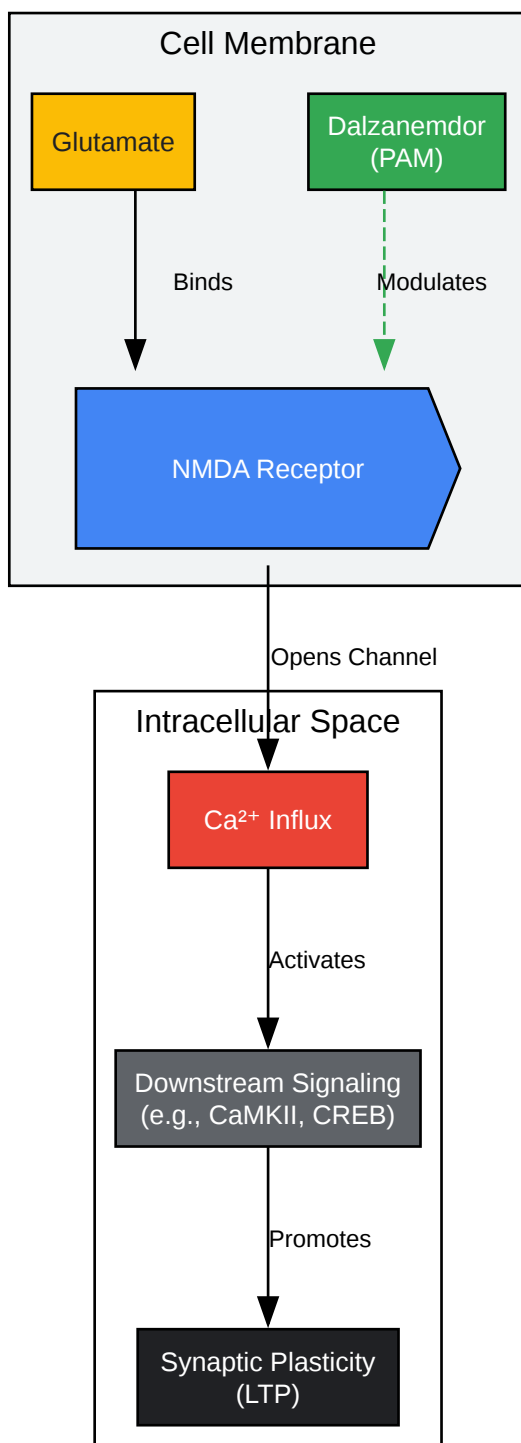 Cell Membrane
Glutamate
Dalzanemdor
(PAM)
Binds
Modulates
NMDA Receptor
Opens Channel
Intracellular Space
Ca²⁺ Influx
Activates
Downstream Signaling
(e.g., CaMKII, CREB)
Promotes
Synaptic Plasticity
(LTP)